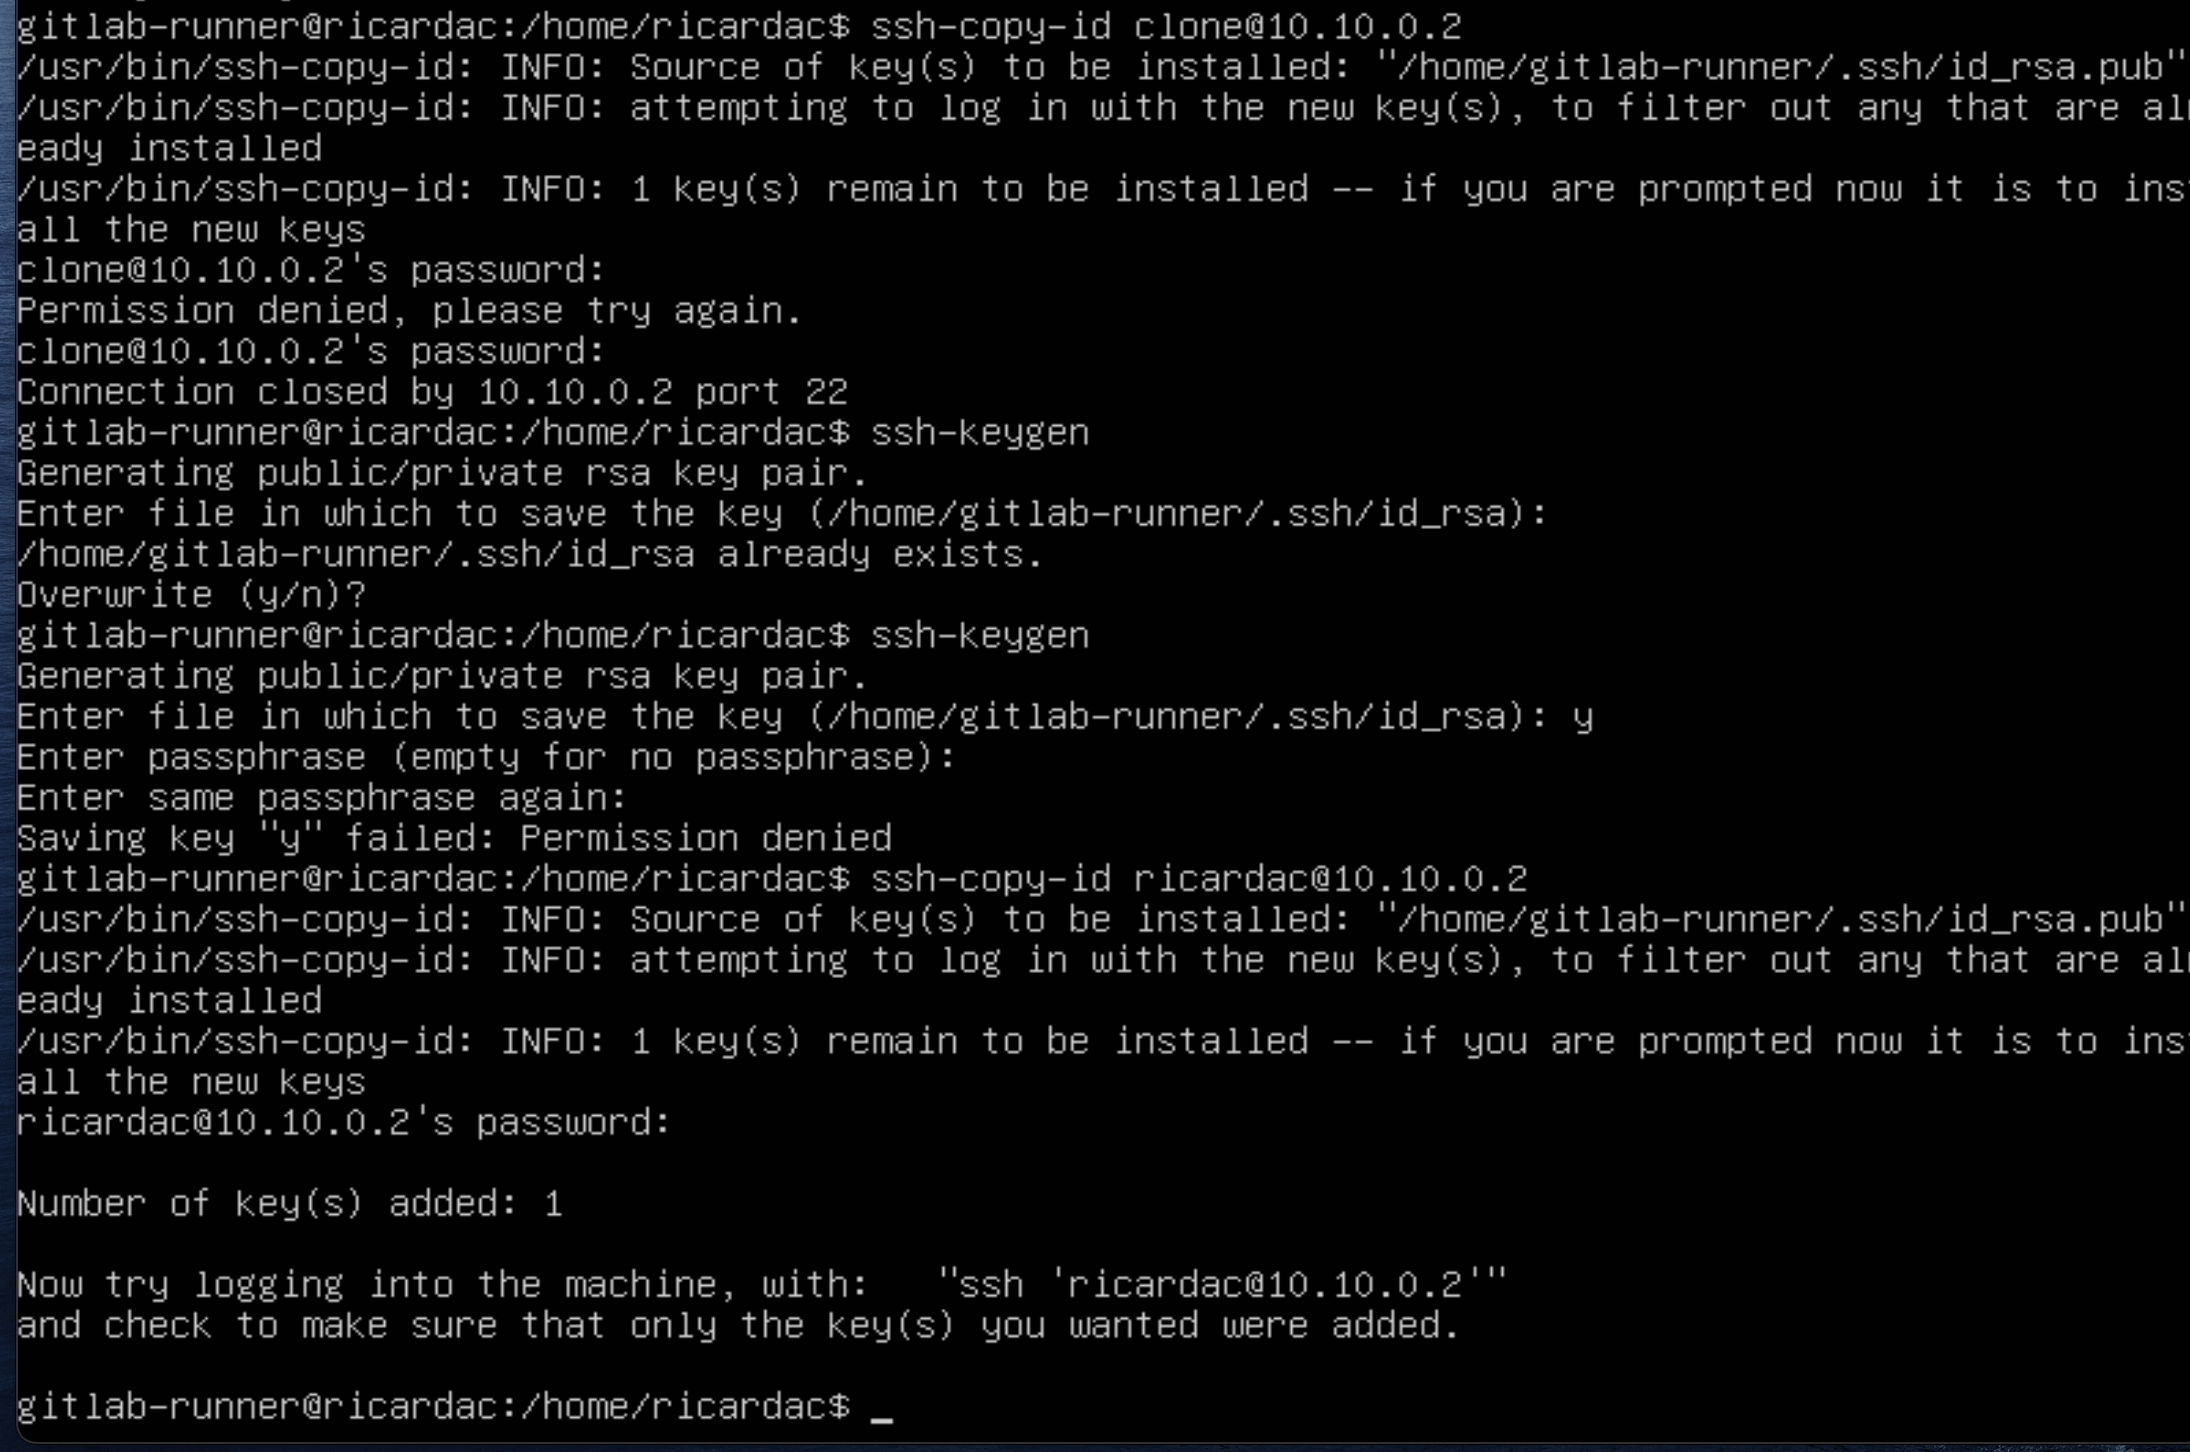 gitlab-runner@ricardac:/home/ricardac$ ssh-copy-id clone@10.10.0.2
/usr/bin/ssh-copy-id: INFO: Source of key(s) to be installed: "/home/gitlab-runner/.ssh/id_rsa.pub"
/usr/bin/ssh-copy-id: INFO: attempting to log in with the new key(s), to filter out any that are alr
eady installed
/usr/bin/ssh-copy-id: INFO: 1 key(s) remain to be installed -- if you are prompted now it is to inst
all the new keys
clone@10.10.0.2's password:
Permission denied, please try again.
clone@10.10.0.2's password:
Connection closed by 10.10.0.2 port 22
gitlab-runner@ricardac:/home/ricardac$ ssh-keygen
Generating public/private rsa key pair.
Enter file in which to save the key (/home/gitlab-runner/.ssh/id_rsa):
/home/gitlab-runner/.ssh/id_rsa already exists.
Overwrite (y/n)?
gitlab-runner@ricardac:/home/ricardac$ ssh-keygen
Generating public/private rsa key pair.
Enter file in which to save the key (/home/gitlab-runner/.ssh/id_rsa): y
Enter passphrase (empty for no passphrase):
Enter same passphrase again:
Saving key "y" failed: Permission denied
gitlab-runner@ricardac:/home/ricardac$ ssh-copy-id ricardac@10.10.0.2
/usr/bin/ssh-copy-id: INFO: Source of key(s) to be installed: "/home/gitlab-runner/.ssh/id_rsa.pub"
/usr/bin/ssh-copy-id: INFO: attempting to log in with the new key(s), to filter out any that are alr
eady installed
/usr/bin/ssh-copy-id: INFO: 1 key(s) remain to be installed -- if you are prompted now it is to inst
all the new keys
ricardac@10.10.0.2's password:
Number of key(s) added: 1
Now try logging into the machine, with:   "ssh 'ricardac@10.10.0.2'"
and check to make sure that only the key(s) you wanted were added.
gitlab-runner@ricardac:/home/ricardac$ _